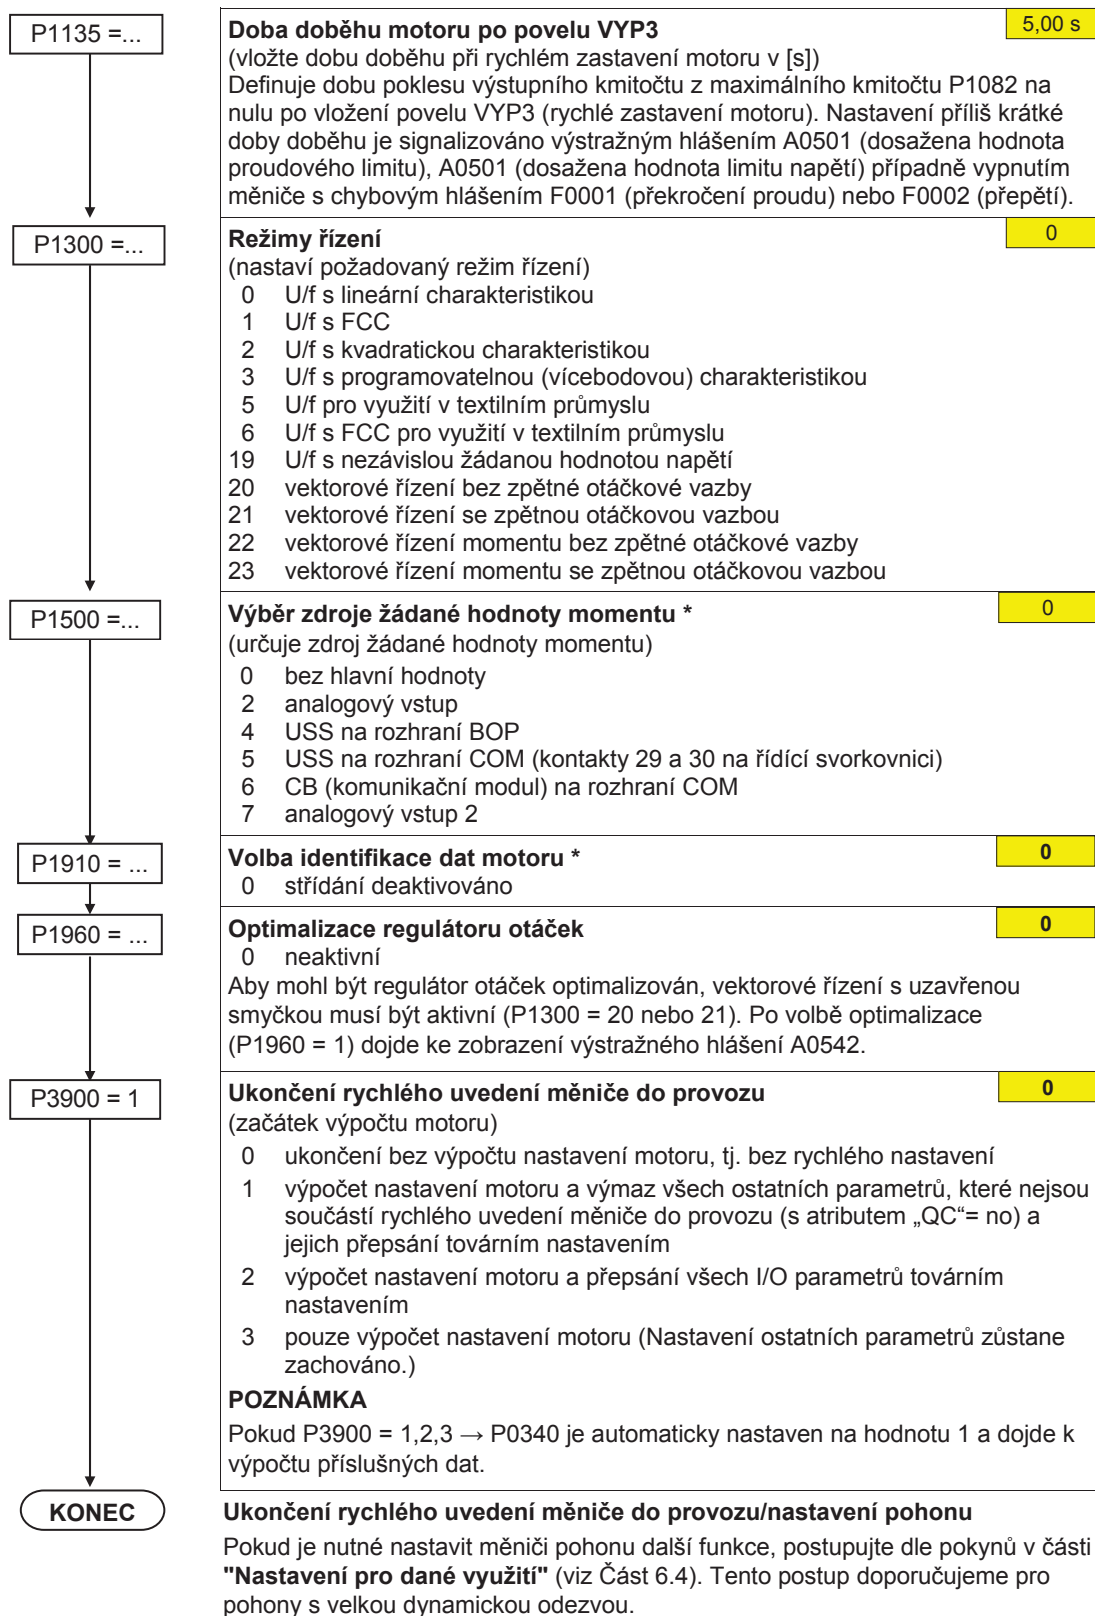 P1135 =...
Doba doběhu motoru po povelu VYP3
5,00 s
(vložte dobu doběhu při rychlém zastavení motoru v [s])
Definuje dobu poklesu výstupního kmitočtu z maximálního kmitočtu P1082 na
nulu po vložení povelu VYP3 (rychlé zastavení motoru). Nastavení příliš krátké
doby doběhu je signalizováno výstražným hlášením A0501 (dosažena hodnota
proudového limitu), A0501 (dosažena hodnota limitu napětí) případně vypnutím
měniče s chybovým hlášením F0001 (překročení proudu) nebo F0002 (přepětí).
P1300 =...
Režimy řízení
0
(nastaví požadovaný režim řízení)
0 U/f s lineární charakteristikou
1 U/f s FCC
2 U/f s kvadratickou charakteristikou
3 U/f s programovatelnou (vícebodovou) charakteristikou
5 U/f pro využití v textilním průmyslu
6 U/f s FCC pro využití v textilním průmyslu
19 U/f s nezávislou žádanou hodnotou napětí
20 vektorové řízení bez zpětné otáčkové vazby
21 vektorové řízení se zpětnou otáčkovou vazbou
22 vektorové řízení momentu bez zpětné otáčkové vazby
23 vektorové řízení momentu se zpětnou otáčkovou vazbou
P1500 =...
Výběr zdroje žádané hodnoty momentu *
0
(určuje zdroj žádané hodnoty momentu)
0 bez hlavní hodnoty
2 analogový vstup
4 USS na rozhraní BOP
5 USS na rozhraní COM (kontakty 29 a 30 na řídící svorkovnici)
6 CB (komunikační modul) na rozhraní COM
7 analogový vstup 2
P1910 = ...
Volba identifikace dat motoru *
0
0 střídání deaktivováno
P1960 = ...
Optimalizace regulátoru otáček
0
0 neaktivní
Aby mohl být regulátor otáček optimalizován, vektorové řízení s uzavřenou
smyčkou musí být aktivní (P1300 = 20 nebo 21). Po volbě optimalizace
(P1960 = 1) dojde ke zobrazení výstražného hlášení A0542.
P3900 = 1
Ukončení rychlého uvedení měniče do provozu
0
(začátek výpočtu motoru)
0 ukončení bez výpočtu nastavení motoru, tj. bez rychlého nastavení
1 výpočet nastavení motoru a výmaz všech ostatních parametrů, které nejsou
součástí rychlého uvedení měniče do provozu (s atributem „QC“= no) a
jejich přepsání továrním nastavením
2 výpočet nastavení motoru a přepsání všech I/O parametrů továrním
nastavením
3 pouze výpočet nastavení motoru (Nastavení ostatních parametrů zůstane
zachováno.)
POZNÁMKA
Pokud P3900 = 1,2,3 → P0340 je automaticky nastaven na hodnotu 1 a dojde k
výpočtu příslušných dat.
KONEC
Ukončení rychlého uvedení měniče do provozu/nastavení pohonu
Pokud je nutné nastavit měniči pohonu další funkce, postupujte dle pokynů v části
"Nastavení pro dané využití" (viz Část 6.4). Tento postup doporučujeme pro
pohony s velkou dynamickou odezvou.